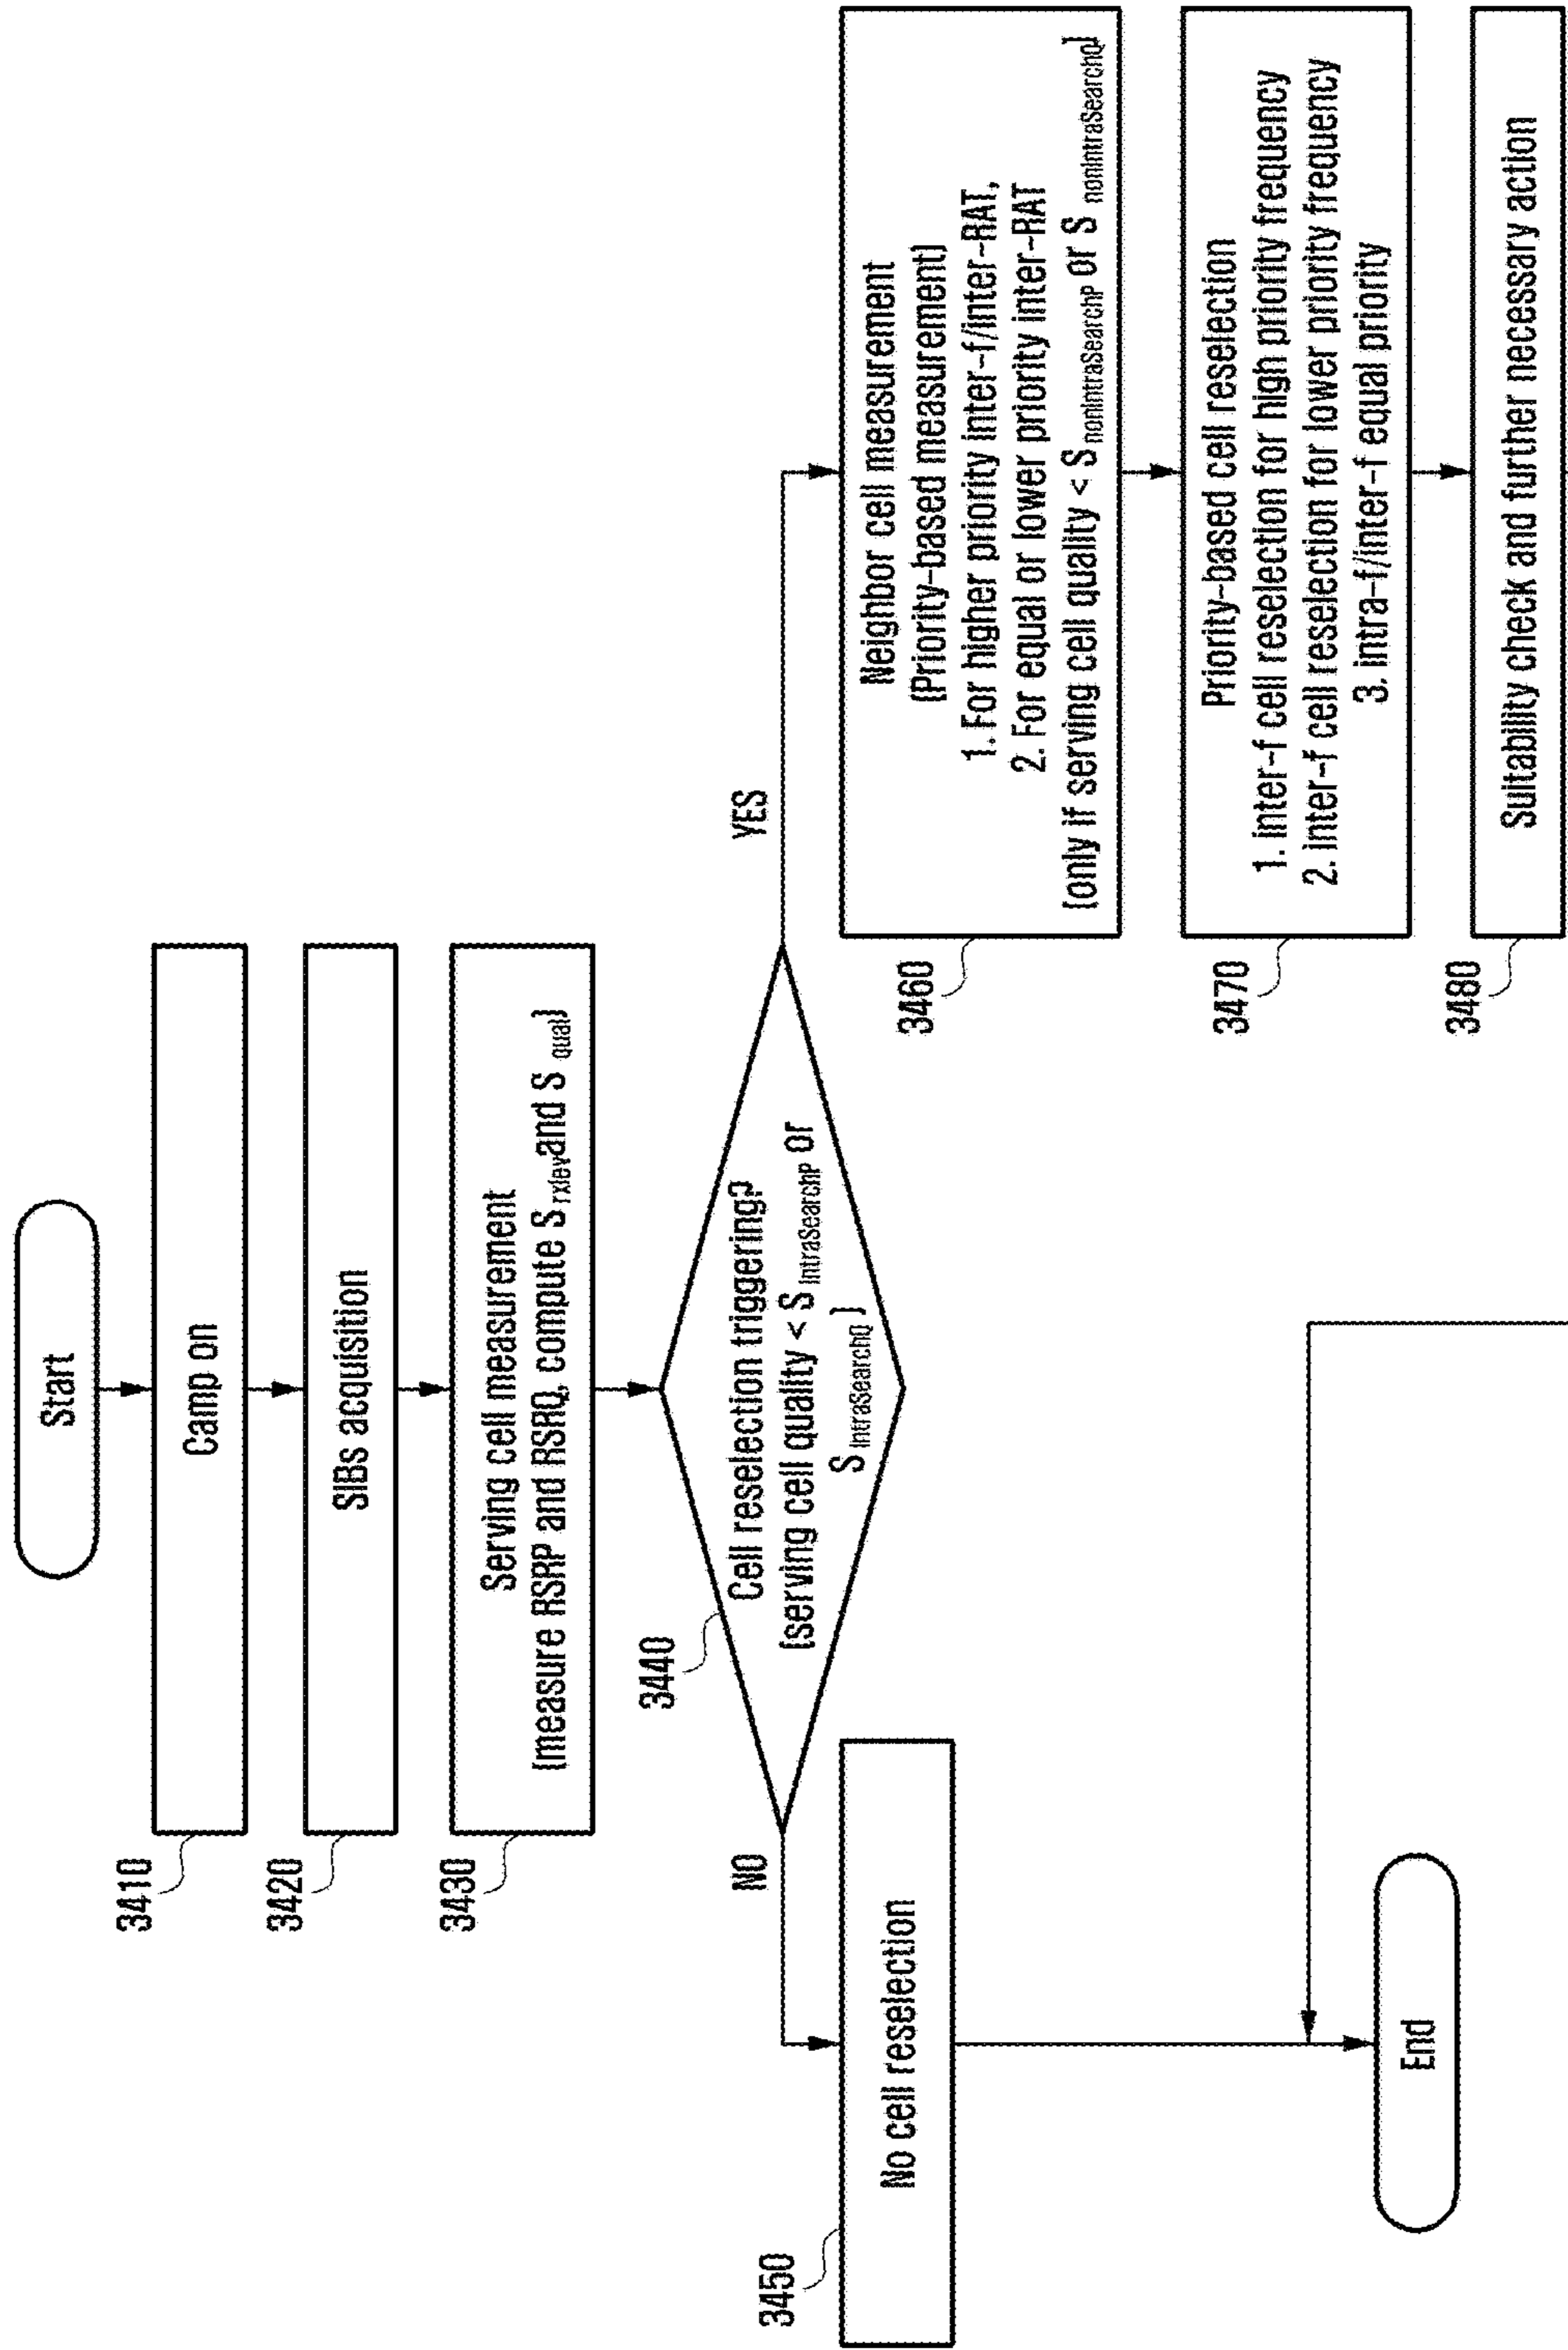 Start
3410
Camp on
3420
SIBs acquisition
3430
Serving cell measurement
(measure RSRP and RSRQ, compute S rxlev and S qual)
3440
Cell reselection triggering?
(serving cell quality < S IntraSearchP or
S IntraSearchQ )
NO
YES
3450
No cell reselection
3460
Neighbor cell measurement
(Priority-based measurement)
1. For higher priority inter-f/inter-RAT,
2. For equal or lower priority inter-RAT
(only if serving cell quality < S nonIntraSearchP or S nonIntraSearchQ)
3470
Priority-based cell reselection
1. inter-f cell reselection for high priority frequency
2. inter-f cell reselection for lower priority frequency
3. intra-f/inter-f equal priority
3480
Suitability check and further necessary action
End